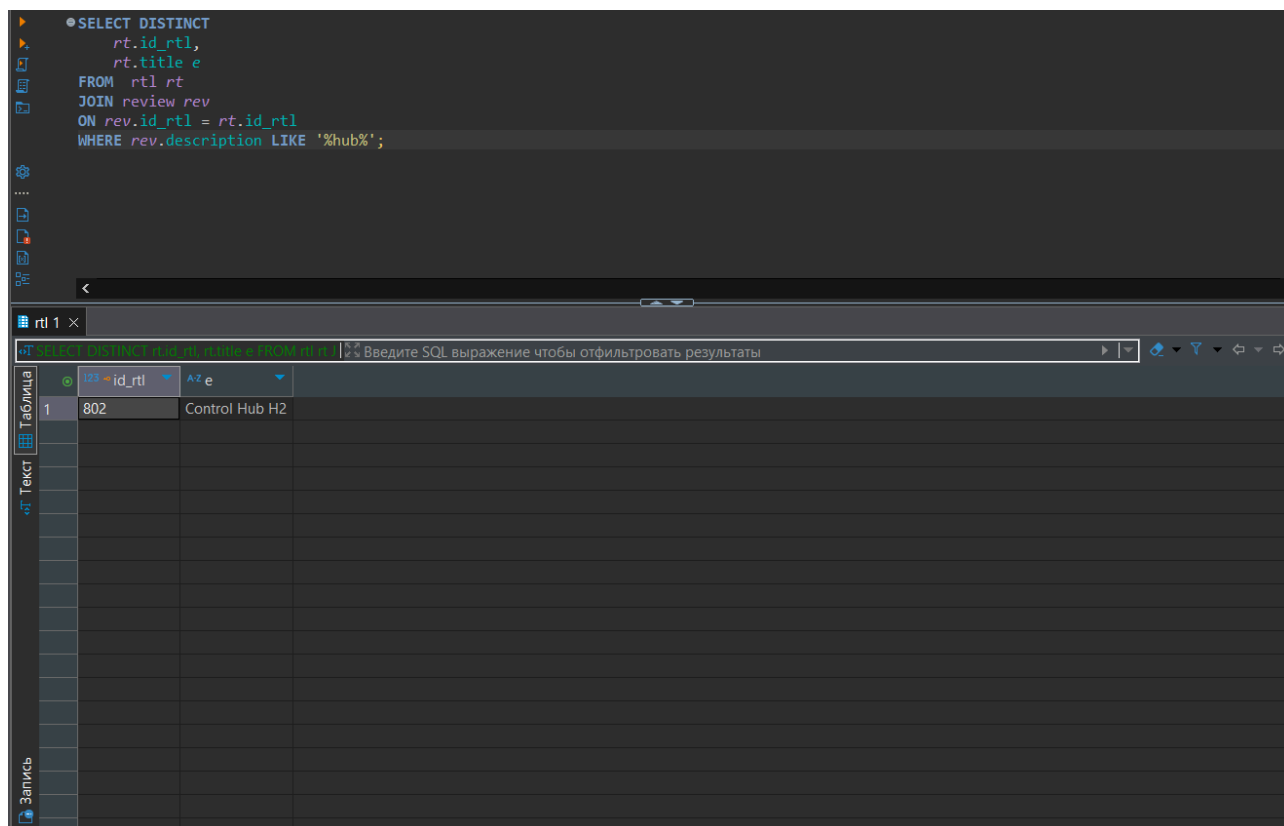 SELECT DISTINCT
rt.id_rtl,
rt.title e
FROM rtl rt
JOIN review rev
ON rev.id_rtl = rt.id_rtl
WHERE rev.description LIKE '%hub%';
rtl 1
SELECT DISTINCT rt.id_rtl, rt.title e FROM rtl rt J Введите SQL выражение чтобы отфильтровать результаты
Таблица
Текст
Запись
123 id_rtl A-Z e
1 802 Control Hub H2